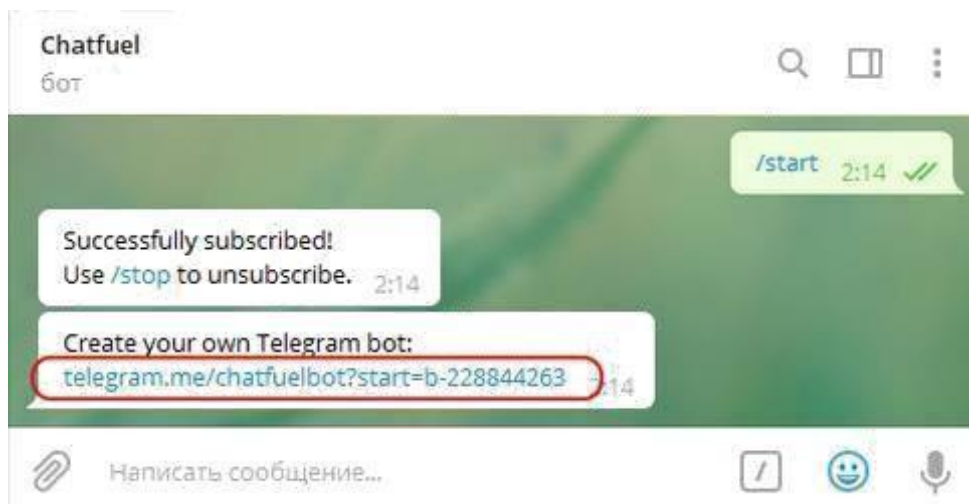 Chatfuel
бот
/start 2:14
Successfully subscribed!
Use /stop to unsubscribe. 2:14
Create your own Telegram bot:
telegram.me/chatfuelbot?start=b-228844263 :14
Написать сообщение...